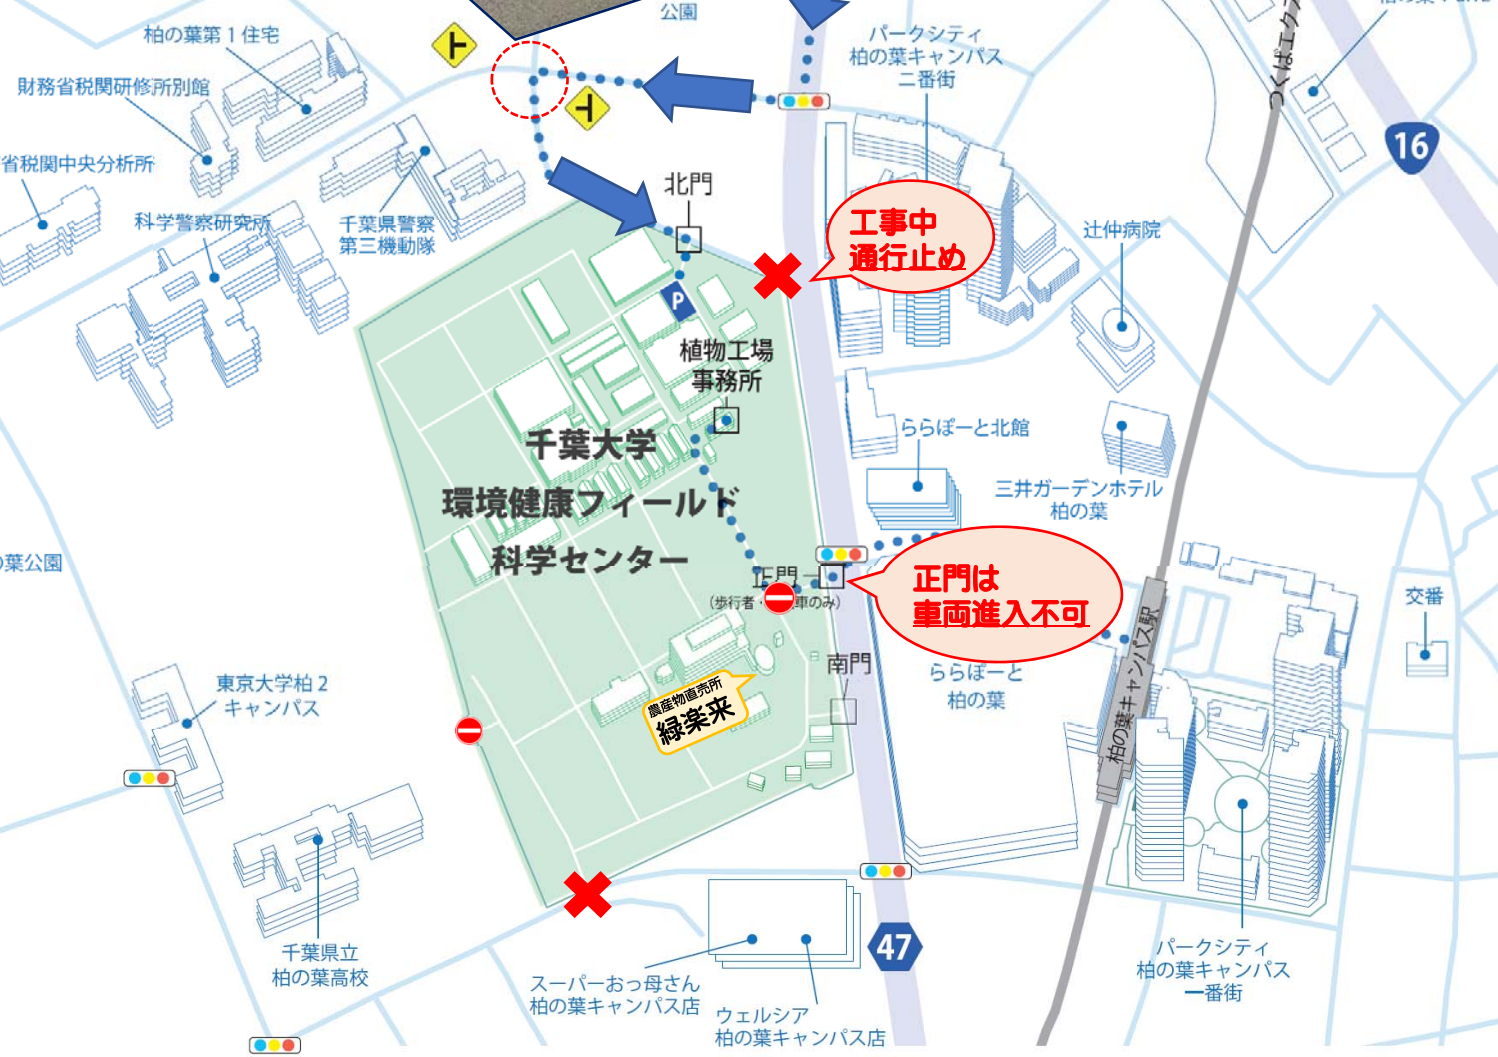 公園
柏の葉第1住宅
財務省税関研修所別館
省税関中央分析所
科学警察研究所
千葉県警察
第三機動隊
北門
P
パークシティ
柏の葉キャンパス
二番街
工事中
通行止め
つくばエクス
16
辻仲病院
植物工場
事務所
千葉大学
環境健康フィールド
科学センター
ららぽーと北館
三井ガーデンホテル
柏の葉
葉公園
正門
(歩行者・車のみ)
正門は
車両進入不可
交番
南門
ららぽーと
柏の葉
柏の葉キャンパス駅
農産物直売所
緑楽来
東京大学柏2
キャンパス
千葉県立
柏の葉高校
47
スーパーおっ母さん
柏の葉キャンパス店
ウェルシア
柏の葉キャンパス店
パークシティ
柏の葉キャンパス
一番街